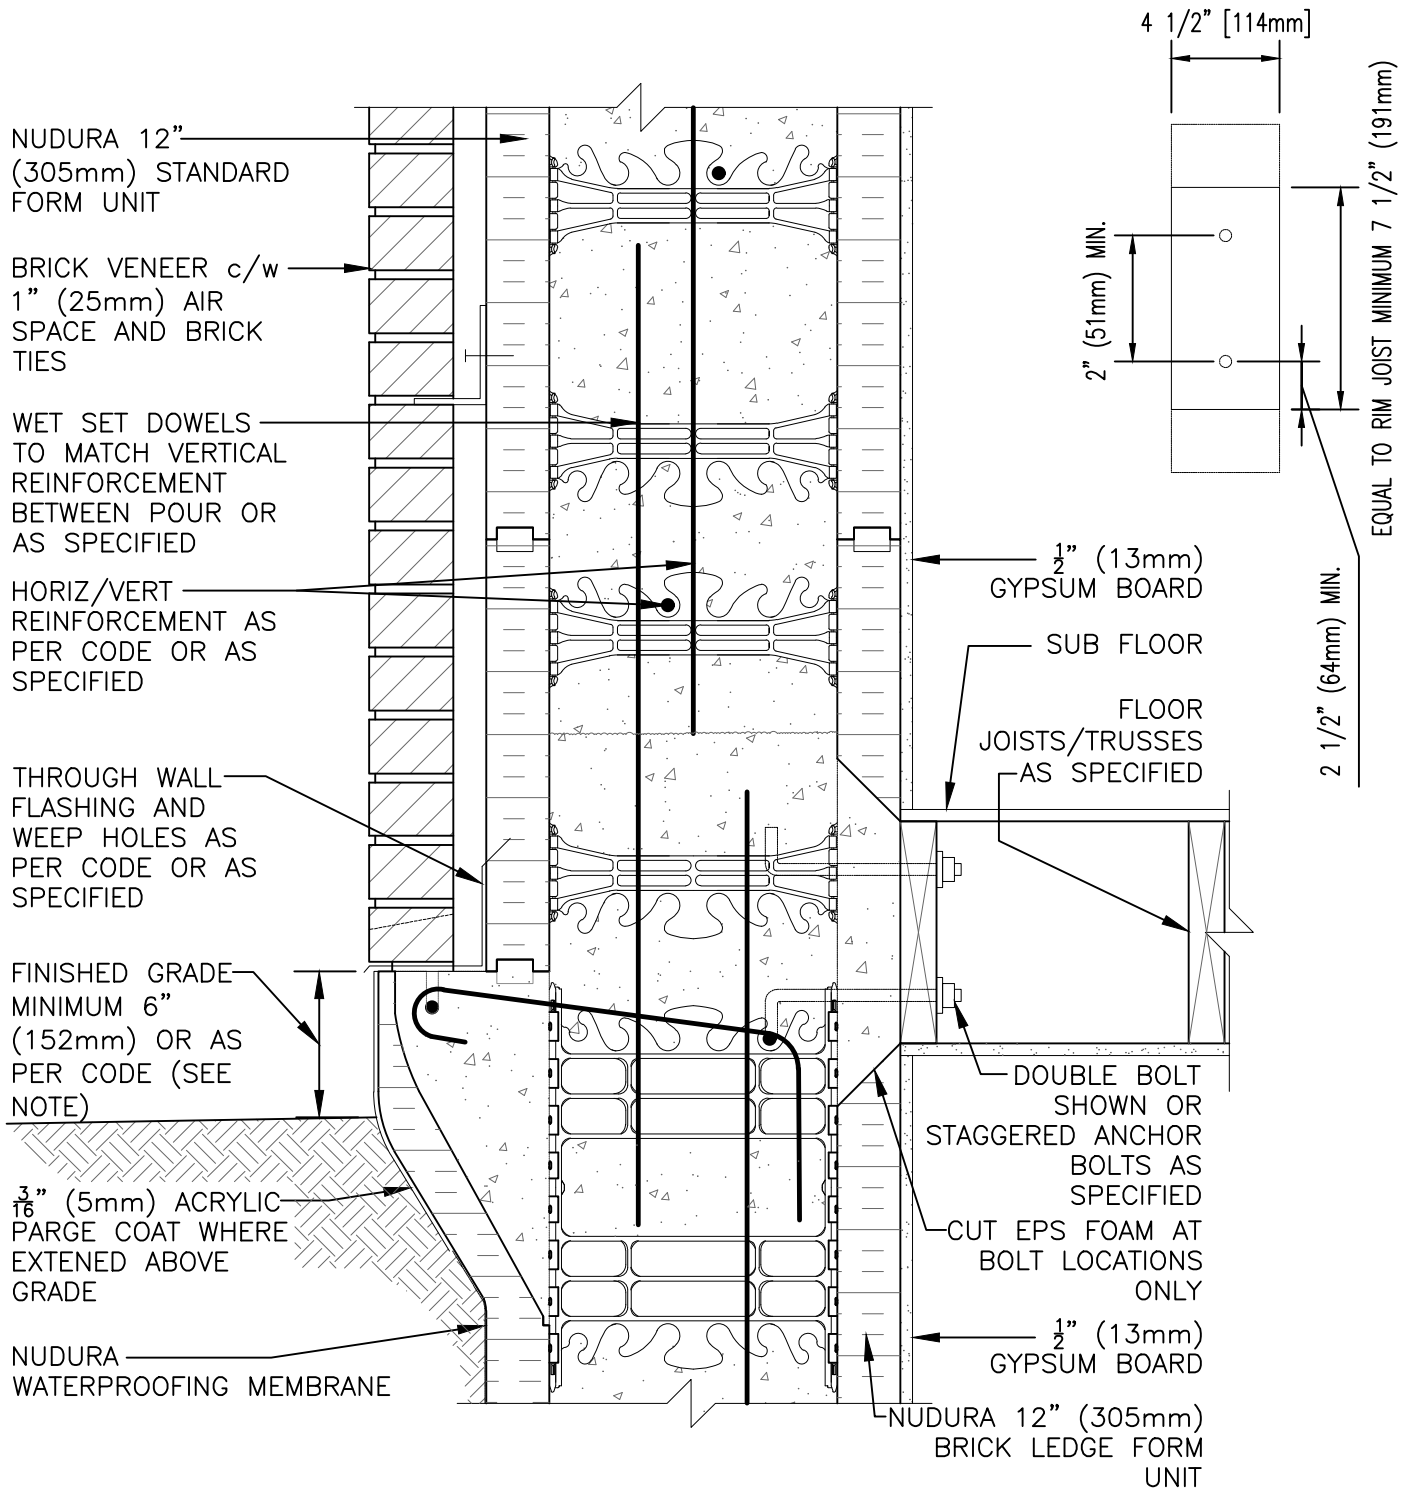 4 1/2" [114mm]
NUDURA 12"
(305mm) STANDARD
FORM UNIT
BRICK VENEER c/w
1" (25mm) AIR
SPACE AND BRICK
TIES
WET SET DOWELS
TO MATCH VERTICAL
REINFORCEMENT
BETWEEN POUR OR
AS SPECIFIED
HORIZ/VERT
REINFORCEMENT AS
PER CODE OR AS
SPECIFIED
THROUGH WALL
FLASHING AND
WEEP HOLES AS
PER CODE OR AS
SPECIFIED
FINISHED GRADE
MINIMUM 6"
(152mm) OR AS
PER CODE (SEE
NOTE)
3/16" (5mm) ACRYLIC
PARGE COAT WHERE
EXTENED ABOVE
GRADE
NUDURA
WATERPROOFING MEMBRANE
2" (51mm) MIN.
EQUAL TO RIM JOIST MINIMUM 7 1/2" (191mm)
2 1/2" (64mm) MIN.
1/2" (13mm)
GYPSUM BOARD
SUB FLOOR
FLOOR
JOISTS/TRUSSES
AS SPECIFIED
DOUBLE BOLT
SHOWN OR
STAGGERED ANCHOR
BOLTS AS
SPECIFIED
CUT EPS FOAM AT
BOLT LOCATIONS
ONLY
1/2" (13mm)
GYPSUM BOARD
NUDURA 12" (305mm)
BRICK LEDGE FORM
UNIT